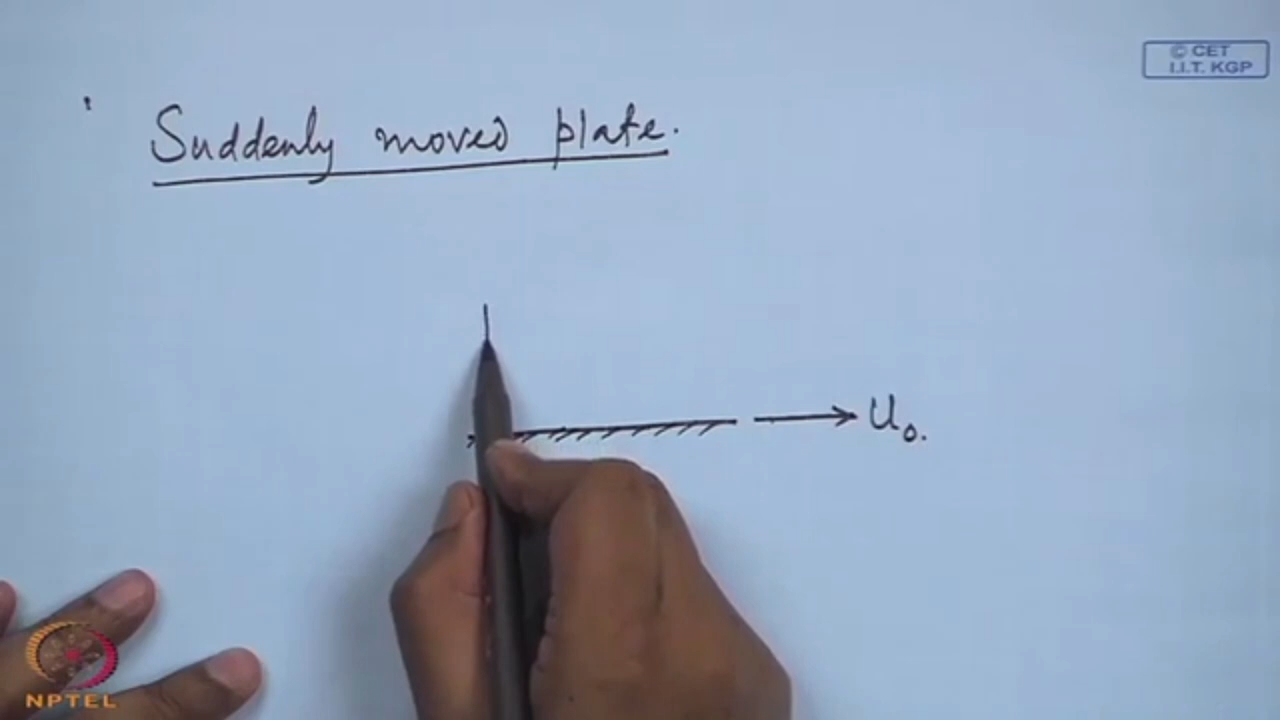 © CET
I.I.T. KGP
Suddenly moved plate.
U₀.
NPTEL